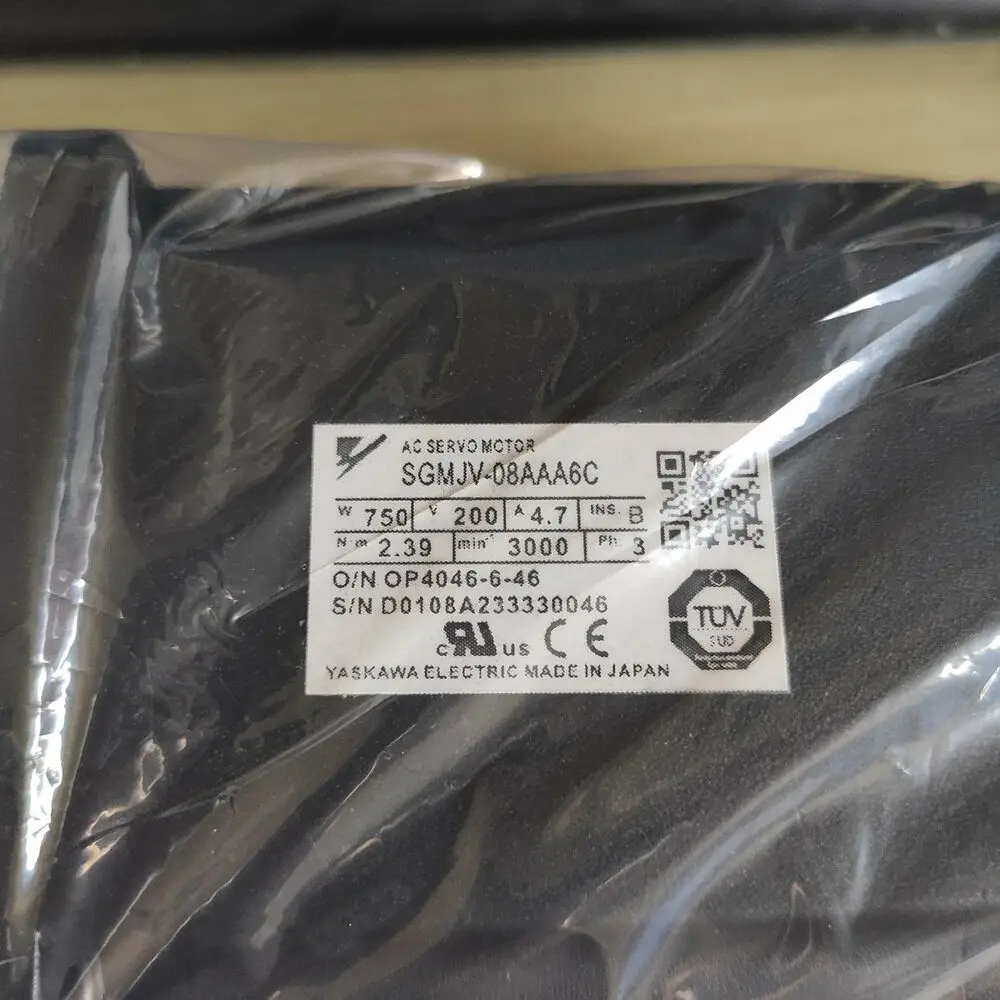 AC SERVO MOTOR
SGMJV-08AAA6C
W 750 V 200 A 4.7 INS. B
N m 2.39 min⁻¹ 3000 Ph. 3
O/N OP4046-6-46
S/N D0108A233330046
c RU us CE
TÜV
SÜD
YASKAWA ELECTRIC MADE IN JAPAN